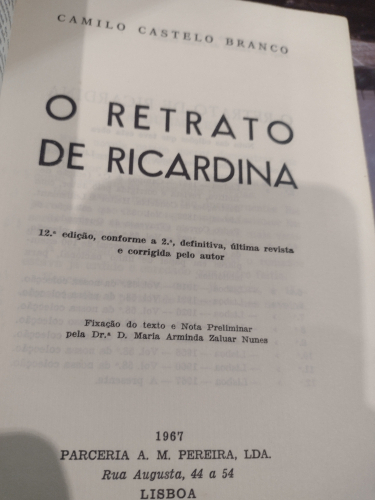 CAMILO CASTELO BRANCO
O RETRATO
DE RICARDINA
12.ª edição, conforme a 2.ª, definitiva, última revista
e corrigida pelo autor
Fixação do texto e Nota Preliminar
pela Dr.ª D. Maria Arminda Zaluar Nunes
1967
PARCERIA A. M. PEREIRA, LDA.
Rua Augusta, 44 a 54
LISBOA